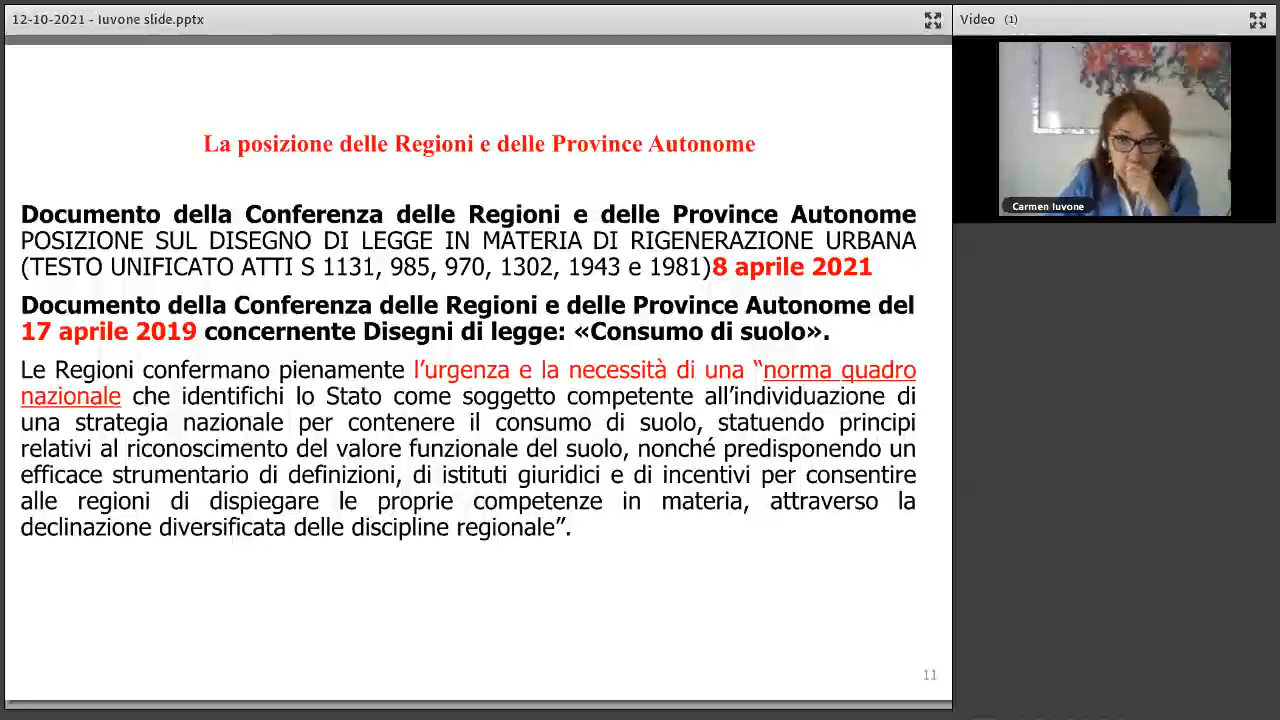 12-10-2021 - Iuvone slide.pptx
Video (1)
Carmen Iuvone
La posizione delle Regioni e delle Province Autonome
Documento della Conferenza delle Regioni e delle Province Autonome
POSIZIONE SUL DISEGNO DI LEGGE IN MATERIA DI RIGENERAZIONE URBANA
(TESTO UNIFICATO ATTI S 1131, 985, 970, 1302, 1943 e 1981)8 aprile 2021
Documento della Conferenza delle Regioni e delle Province Autonome del
17 aprile 2019 concernente Disegni di legge: «Consumo di suolo».
Le Regioni confermano pienamente l’urgenza e la necessità di una “norma quadro
nazionale che identifichi lo Stato come soggetto competente all’individuazione di
una strategia nazionale per contenere il consumo di suolo, statuendo principi
relativi al riconoscimento del valore funzionale del suolo, nonché predisponendo un
efficace strumentario di definizioni, di istituti giuridici e di incentivi per consentire
alle regioni di dispiegare le proprie competenze in materia, attraverso la
declinazione diversificata delle discipline regionale”.
11